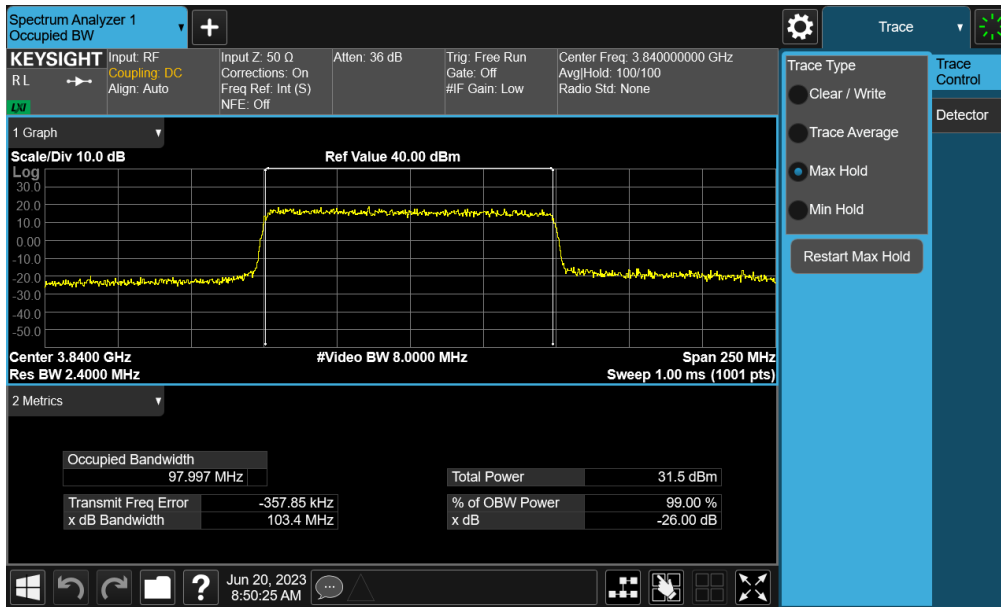 Spectrum Analyzer 1
Occupied BW
+
Trace
KEYSIGHT
R L
LXI
Input: RF
Coupling: DC
Align: Auto
Input Z: 50 Ω
Corrections: On
Freq Ref: Int (S)
NFE: Off
Atten: 36 dB
Trig: Free Run
Gate: Off
#IF Gain: Low
Center Freq: 3.840000000 GHz
Avg|Hold: 100/100
Radio Std: None
Trace Type
Clear / Write
Trace Average
Max Hold
Min Hold
Restart Max Hold
Trace
Control
Detector
1 Graph
Scale/Div 10.0 dB
Ref Value 40.00 dBm
Log
30.0
20.0
10.0
0.00
-10.0
-20.0
-30.0
-40.0
-50.0
Center 3.8400 GHz
#Video BW 8.0000 MHz
Span 250 MHz
Res BW 2.4000 MHz
Sweep 1.00 ms (1001 pts)
2 Metrics
Occupied Bandwidth
97.997 MHz
Total Power 31.5 dBm
Transmit Freq Error -357.85 kHz
% of OBW Power 99.00 %
x dB Bandwidth 103.4 MHz
x dB -26.00 dB
?
Jun 20, 2023
8:50:25 AM